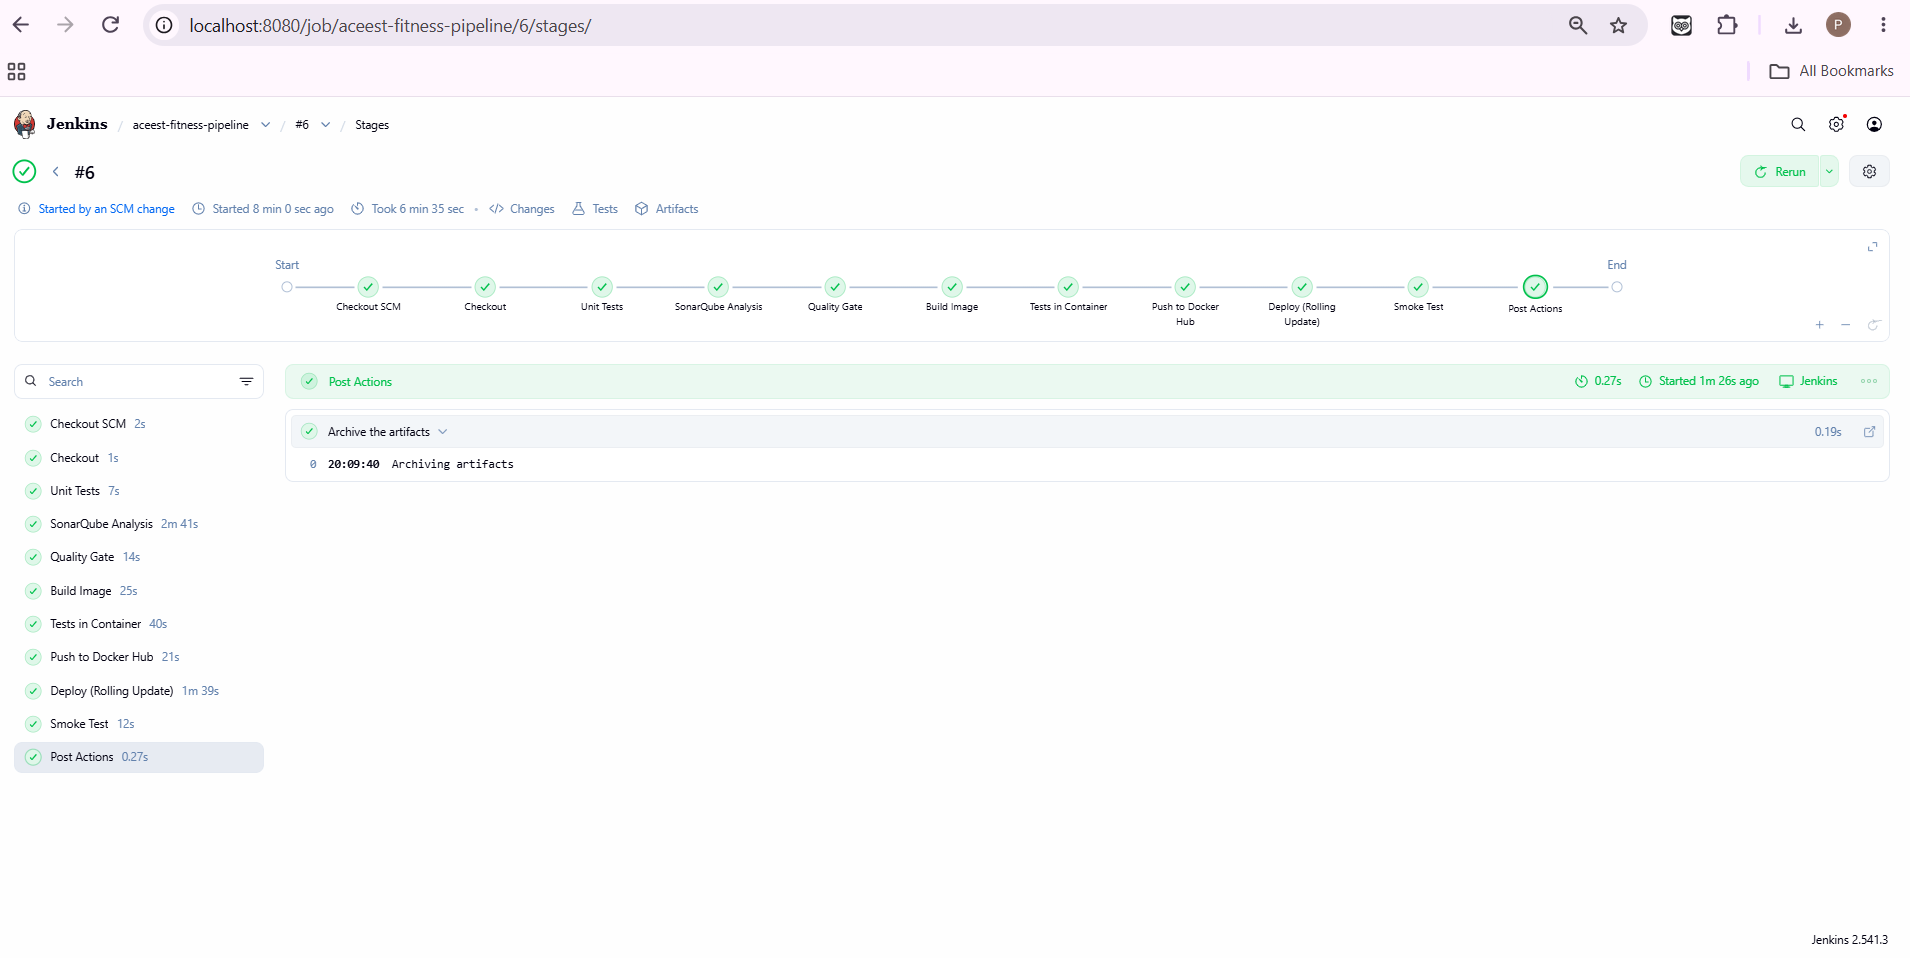 localhost:8080/job/aceest-fitness-pipeline/6/stages/
P
All Bookmarks
Jenkins / aceest-fitness-pipeline / #6 / Stages
#6
Rerun
Started by an SCM change Started 8 min 0 sec ago Took 6 min 35 sec Changes Tests Artifacts
Start
End
Checkout SCM
Checkout
Unit Tests
SonarQube Analysis
Quality Gate
Build Image
Tests in Container
Push to Docker
Hub
Deploy (Rolling
Update)
Smoke Test
Post Actions
Search
Checkout SCM 2s
Checkout 1s
Unit Tests 7s
SonarQube Analysis 2m 41s
Quality Gate 14s
Build Image 25s
Tests in Container 40s
Push to Docker Hub 21s
Deploy (Rolling Update) 1m 39s
Smoke Test 12s
Post Actions 0.27s
Post Actions 0.27s Started 1m 26s ago Jenkins
Archive the artifacts 0.19s
0 20:09:40 Archiving artifacts
Jenkins 2.541.3